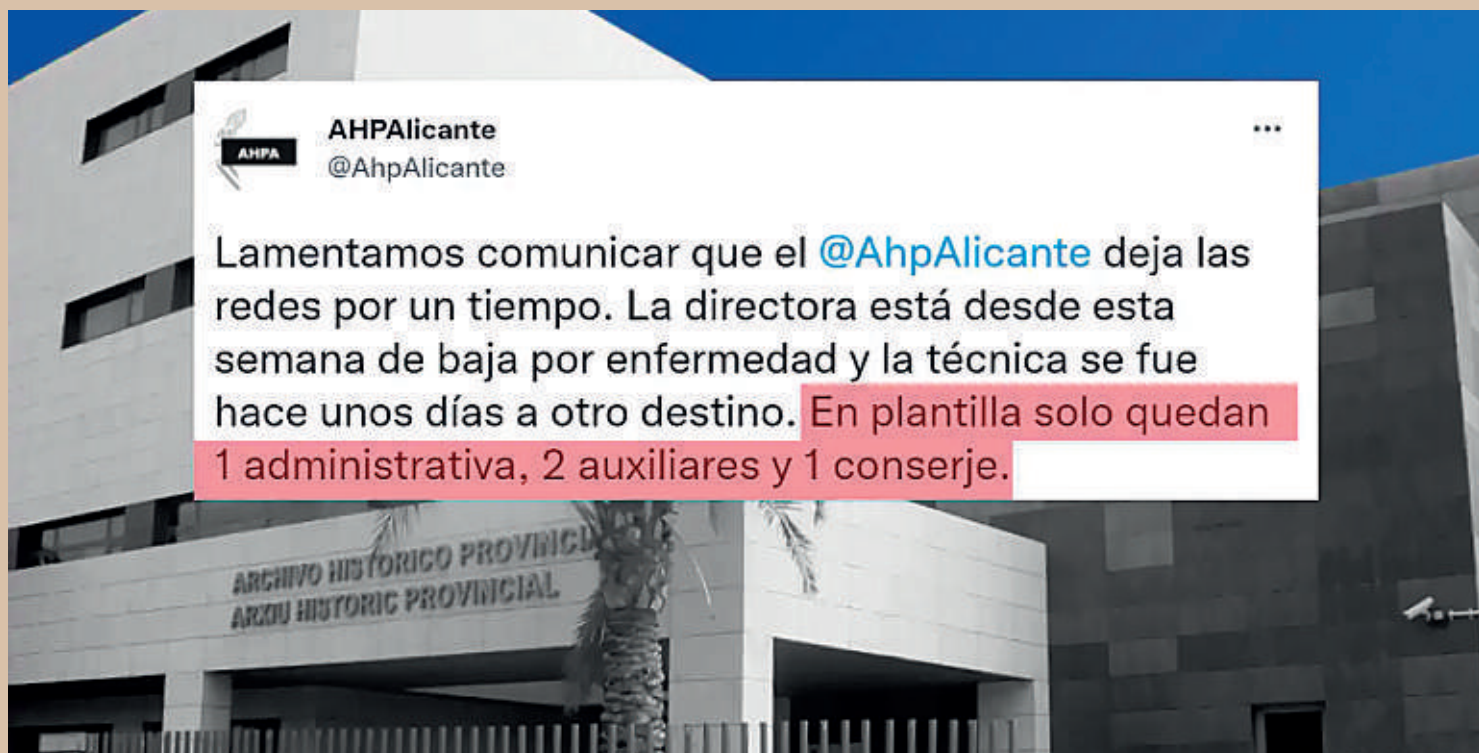 AHPA
AHPAlicante
@AhpAlicante
Lamentamos comunicar que el @AhpAlicante deja las
redes por un tiempo. La directora está desde esta
semana de baja por enfermedad y la técnica se fue
hace unos días a otro destino. En plantilla solo quedan
1 administrativa, 2 auxiliares y 1 conserje.
ARCHIVO HISTORICO PROVINCI
ARXIU HISTORIC PROVINCIAL